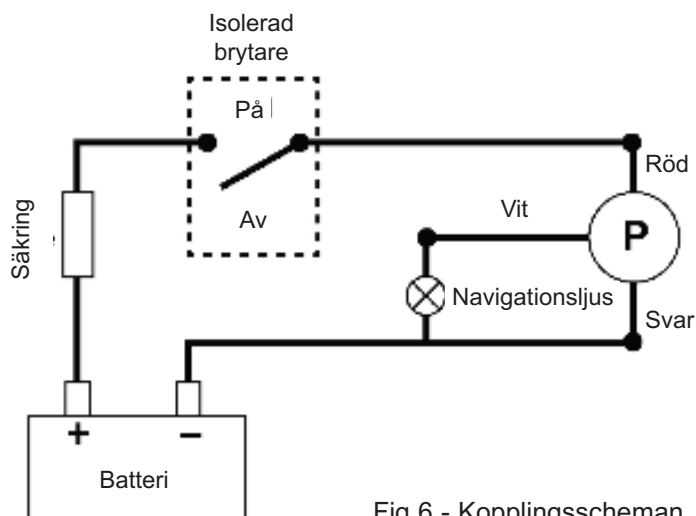 Isolerad
brytare
På
Röd
Säkring
Av
Vit
P
Navigationsljus
Svar
+ −
Batteri
Fig 6 - Kopplingsscheman